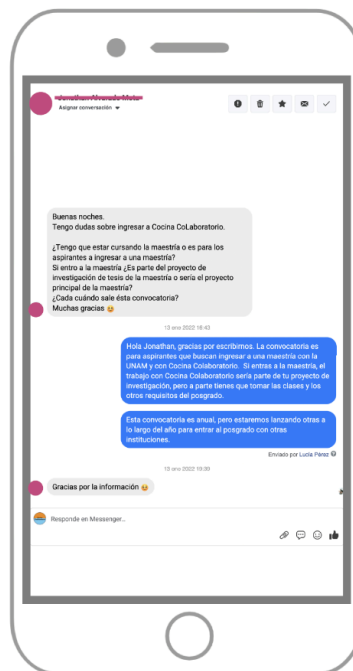 Jonathan Alvarado Mota
Asignar conversación
Buenas noches.
Tengo dudas sobre ingresar a Cocina CoLaboratorio.
¿Tengo que estar cursando la maestría o es para los
aspirantes a ingresar a una maestría?
Si entro a la maestría ¿Es parte del proyecto de
investigación de tesis de la maestría o sería el proyecto
principal de la maestría?
¿Cada cuándo sale ésta convocatoria?
Muchas gracias 😊
13 ene 2022 16:43
Hola Jonathan, gracias por escribirnos. La convocatoria es
para aspirantes que buscan ingresar a una maestría con la
UNAM y con Cocina Colaboratorio. Si entras a la maestría, el
trabajo con Cocina Colaboratorio sería parte de tu proyecto de
investigación, pero a parte tienes que tomar las clases y los
otros requisitos del posgrado.
Esta convocatoria es anual, pero estaremos lanzando otras a
lo largo del año para entrar al posgrado con otras
instituciones.
Enviado por Lucía Pérez
ene 2022
Gracias por la información 😊
Responde en Messenger...